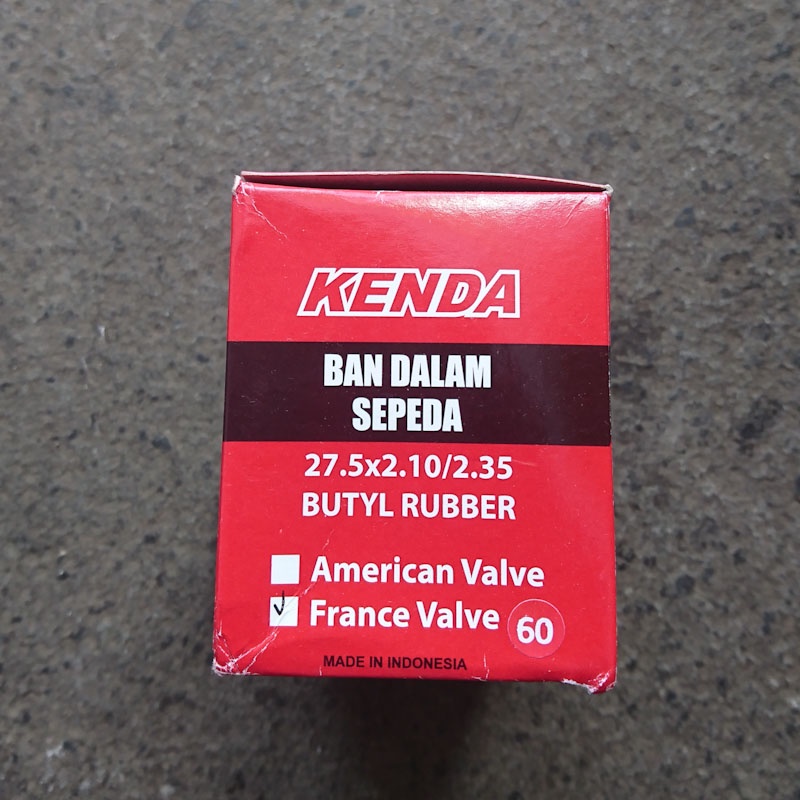 KENDA
BAN DALAM
SEPEDA
27.5x2.10/2.35
BUTYL RUBBER
American Valve
France Valve 60
MADE IN INDONESIA